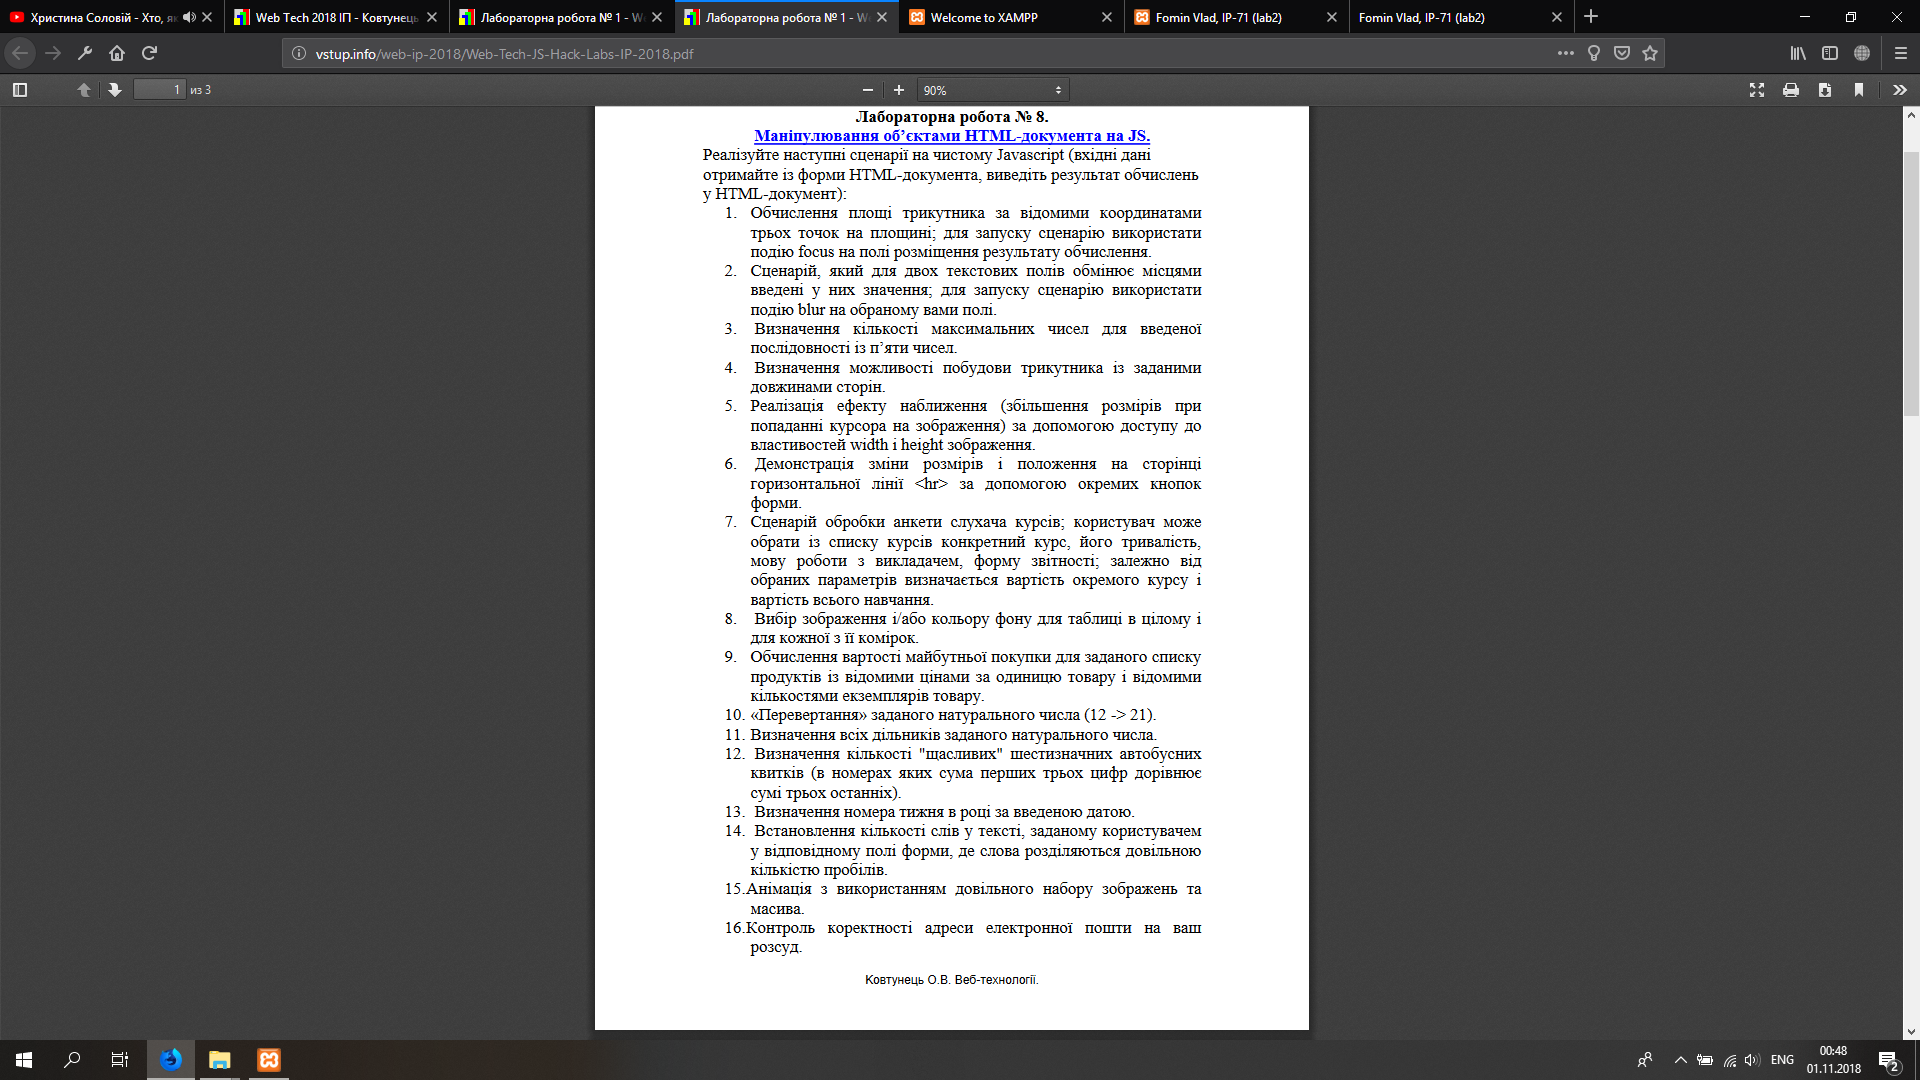 Христина Соловій - Хто, як
Web Tech 2018 ІП - Ковтунець
Лабораторна робота № 1 - W
Лабораторна робота № 1 - W
Welcome to XAMPP
Fomin Vlad, IP-71 (lab2)
Fomin Vlad, IP-71 (lab2)
vstup.info/web-ip-2018/Web-Tech-JS-Hack-Labs-IP-2018.pdf
1 из 3
90%
Лабораторна робота № 8.
Маніпулювання об’єктами HTML-документа на JS.
Реалізуйте наступні сценарії на чистому Javascript (вхідні дані
отримайте із форми HTML-документа, виведіть результат обчислень
у HTML-документ):
1. Обчислення площі трикутника за відомими координатами
трьох точок на площині; для запуску сценарію використати
подію focus на полі розміщення результату обчислення.
2. Сценарій, який для двох текстових полів обмінює місцями
введені у них значення; для запуску сценарію використати
подію blur на обраному вами полі.
3. Визначення кількості максимальних чисел для введеної
послідовності із п’яти чисел.
4. Визначення можливості побудови трикутника із заданими
довжинами сторін.
5. Реалізація ефекту наближення (збільшення розмірів при
попаданні курсора на зображення) за допомогою доступу до
властивостей width і height зображення.
6. Демонстрація зміни розмірів і положення на сторінці
горизонтальної лінії <hr> за допомогою окремих кнопок
форми.
7. Сценарій обробки анкети слухача курсів; користувач може
обрати із списку курсів конкретний курс, його тривалість,
мову роботи з викладачем, форму звітності; залежно від
обраних параметрів визначається вартість окремого курсу і
вартість всього навчання.
8. Вибір зображення і/або кольору фону для таблиці в цілому і
для кожної з її комірок.
9. Обчислення вартості майбутньої покупки для заданого списку
продуктів із відомими цінами за одиницю товару і відомими
кількостями екземплярів товару.
10. «Перевертання» заданого натурального числа (12 -> 21).
11. Визначення всіх дільників заданого натурального числа.
12. Визначення кількості "щасливих" шестизначних автобусних
квитків (в номерах яких сума перших трьох цифр дорівнює
сумі трьох останніх).
13. Визначення номера тижня в році за введеною датою.
14. Встановлення кількості слів у тексті, заданому користувачем
у відповідному полі форми, де слова розділяються довільною
кількістю пробілів.
15.Анімація з використанням довільного набору зображень та
масива.
16.Контроль коректності адреси електронної пошти на ваш
розсуд.
Ковтунець О.В. Веб-технології.
ENG
00:48
01.11.2018
2